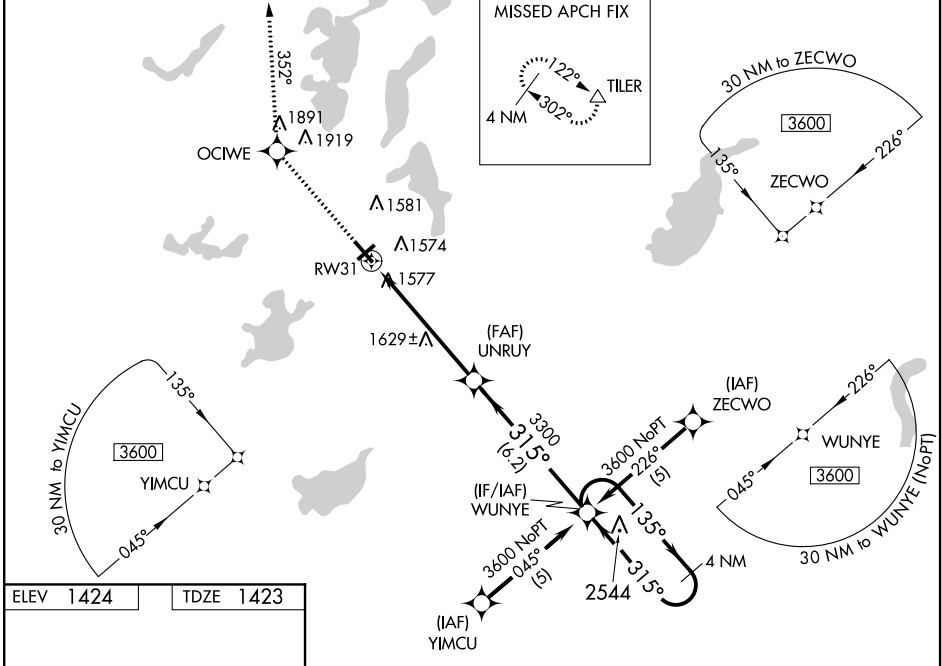 MISSED APCH FIX
122°
TILER
302°
4 NM
30 NM to ZECWO
3600
226°
135°
ZECWO
352°
1891
1919
OCIWE
1581
1574
RW31
1577
1629±
(FAF)
UNRUY
3300
315°
(6.2)
(IAF)
ZECWO
3600 NoPT
226°
(5)
(IF/IAF)
WUNYE
135°
4 NM
315°
2544
3600 NoPT
045°
(5)
(IAF)
YIMCU
226°
WUNYE
3600
045°
30 NM to WUNYE (NoPT)
135°
30 NM to YIMCU
3600
YIMCU
045°
ELEV 1424
TDZE 1423